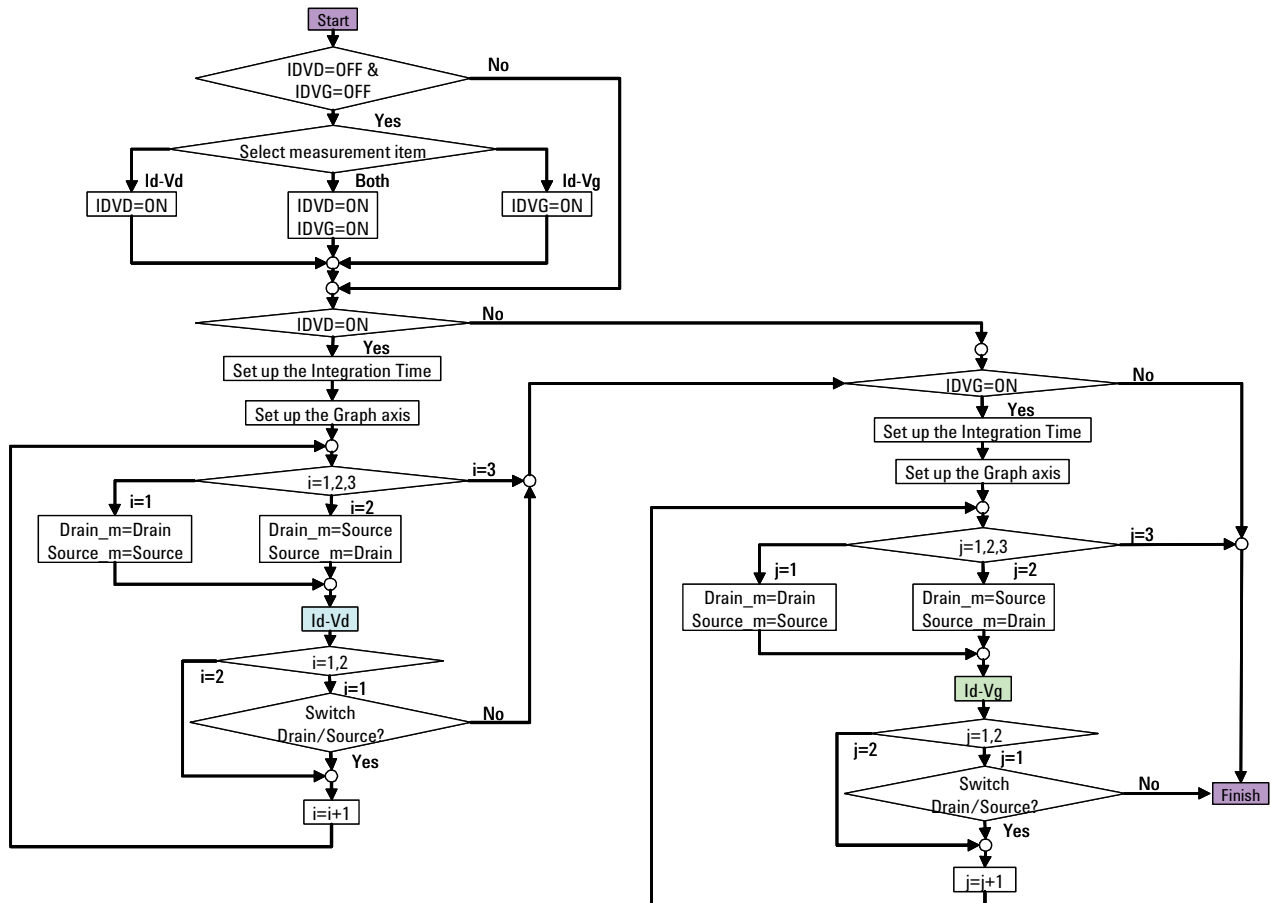 Start
IDVD=OFF &
IDVG=OFF
No
Yes
Select measurement item
Id-Vd
Both
Id-Vg
IDVD=ON
IDVD=ON
IDVG=ON
IDVG=ON
IDVD=ON
No
Yes
Set up the Integration Time
Set up the Graph axis
i=1,2,3
i=3
i=1
i=2
Drain_m=Drain
Source_m=Source
Drain_m=Source
Source_m=Drain
Id-Vd
i=1,2
i=2
i=1
Switch
Drain/Source?
No
Yes
i=i+1
IDVG=ON
No
Yes
Set up the Integration Time
Set up the Graph axis
j=1,2,3
j=3
j=1
j=2
Drain_m=Drain
Source_m=Source
Drain_m=Source
Source_m=Drain
Id-Vg
j=1,2
j=2
j=1
Switch
Drain/Source?
No
Finish
Yes
j=j+1